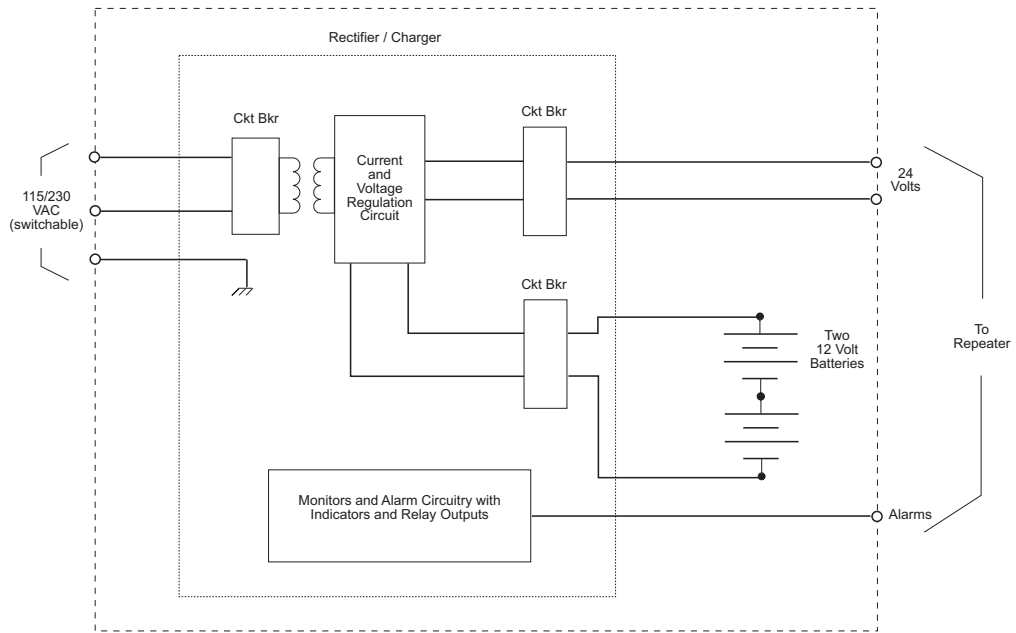 Rectifier / Charger
Ckt Bkr
Ckt Bkr
Current
and
Voltage
Regulation
Circuit
24
Volts
115/230
VAC
(switchable)
Ckt Bkr
Two
12 Volt
Batteries
To
Repeater
Monitors and Alarm Circuitry with
Indicators and Relay Outputs
Alarms